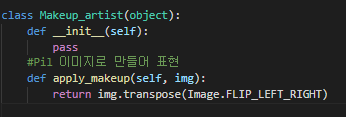 class Makeup_artist(object):
    def __init__(self):
        pass
    #Pil 이미지로 만들어 표현
    def apply_makeup(self, img):
        return img.transpose(Image.FLIP_LEFT_RIGHT)